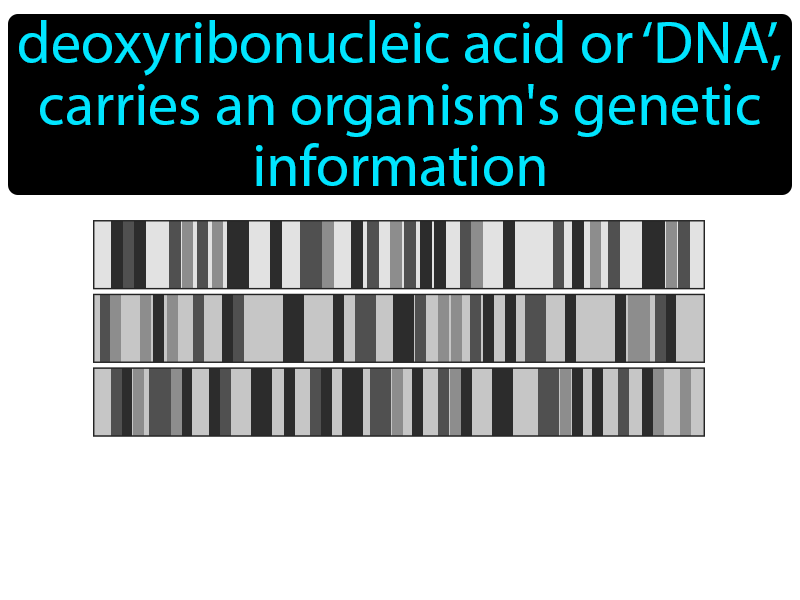 deoxyribonucleic acid or ‘DNA’,
carries an organism's genetic
information